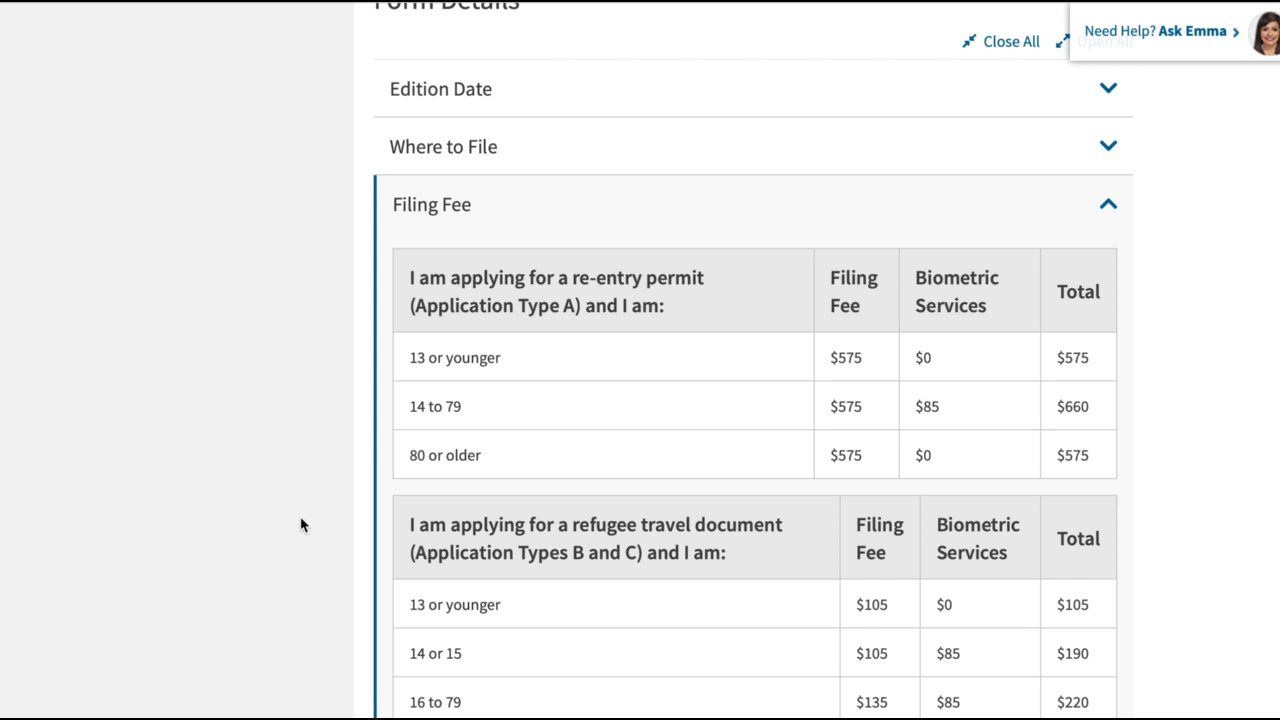 Form Details
Need Help? Ask Emma
Close All
Open All
Edition Date
Where to File
Filing Fee
I am applying for a re-entry permit
(Application Type A) and I am:
Filing
Fee
Biometric
Services
Total
13 or younger
$575
$0
$575
14 to 79
$575
$85
$660
80 or older
$575
$0
$575
I am applying for a refugee travel document
(Application Types B and C) and I am:
Filing
Fee
Biometric
Services
Total
13 or younger
$105
$0
$105
14 or 15
$105
$85
$190
16 to 79
$135
$85
$220